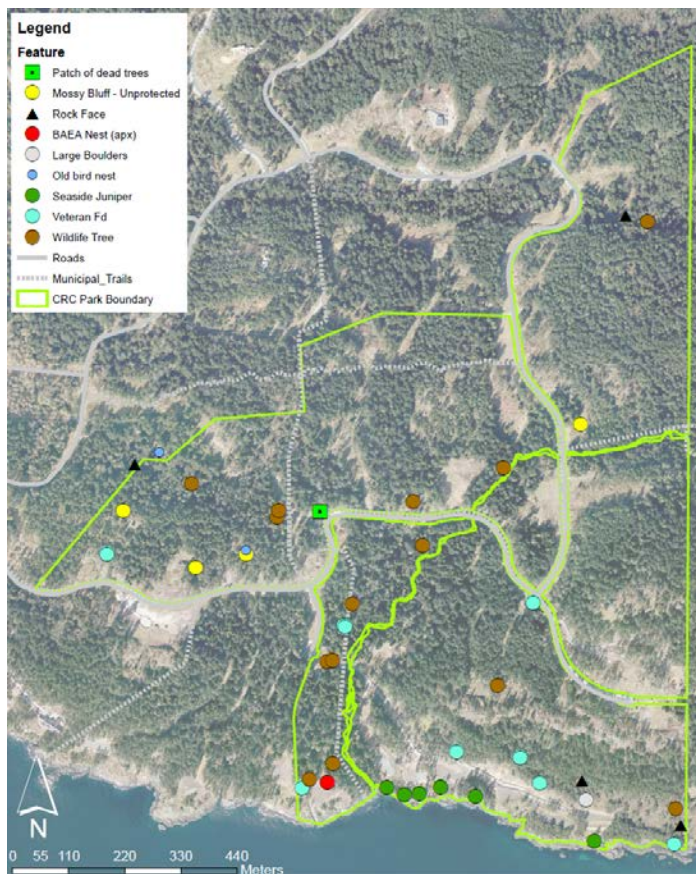 Legend
Feature
Patch of dead trees
Mossy Bluff - Unprotected
Rock Face
BAEA Nest (apx)
Large Boulders
Old bird nest
Seaside Juniper
Veteran Fd
Wildlife Tree
Roads
Municipal_Trails
CRC Park Boundary
N
0 55 110 220 330 440
Meters